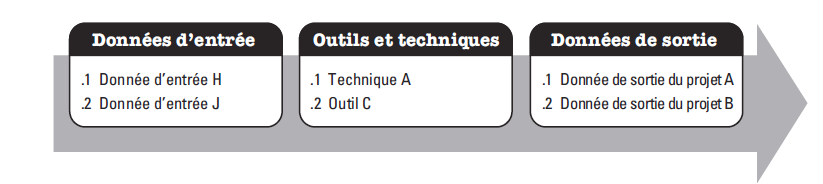 Données d'entrée
.1 Donnée d'entrée H
.2 Donnée d'entrée J
Outils et techniques
.1 Technique A
.2 Outil C
Données de sortie
.1 Donnée de sortie du projet A
.2 Donnée de sortie du projet B